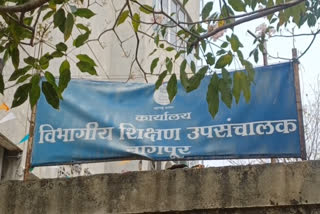 कार्यालय
विभागीय शिक्षण उपसंचालक
नागपूर